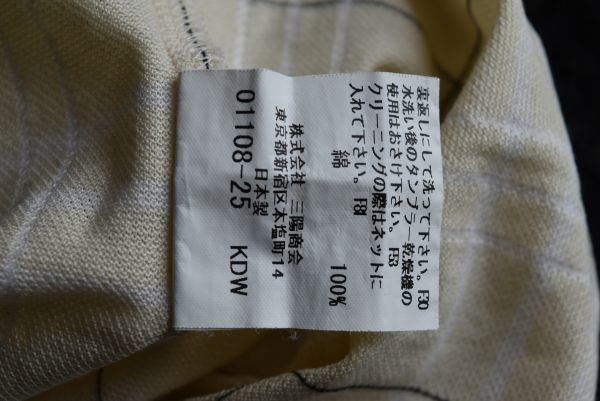 裏返しにして洗って下さい。F30
水洗い後のタンブラー乾燥機の
使用はおさけ下さい。F53
クリーニングの際はネットに
入れて下さい。F81
綿 100%
株式会社 三陽商会
東京都新宿区本塩町14
日本製
01108-25 KDW